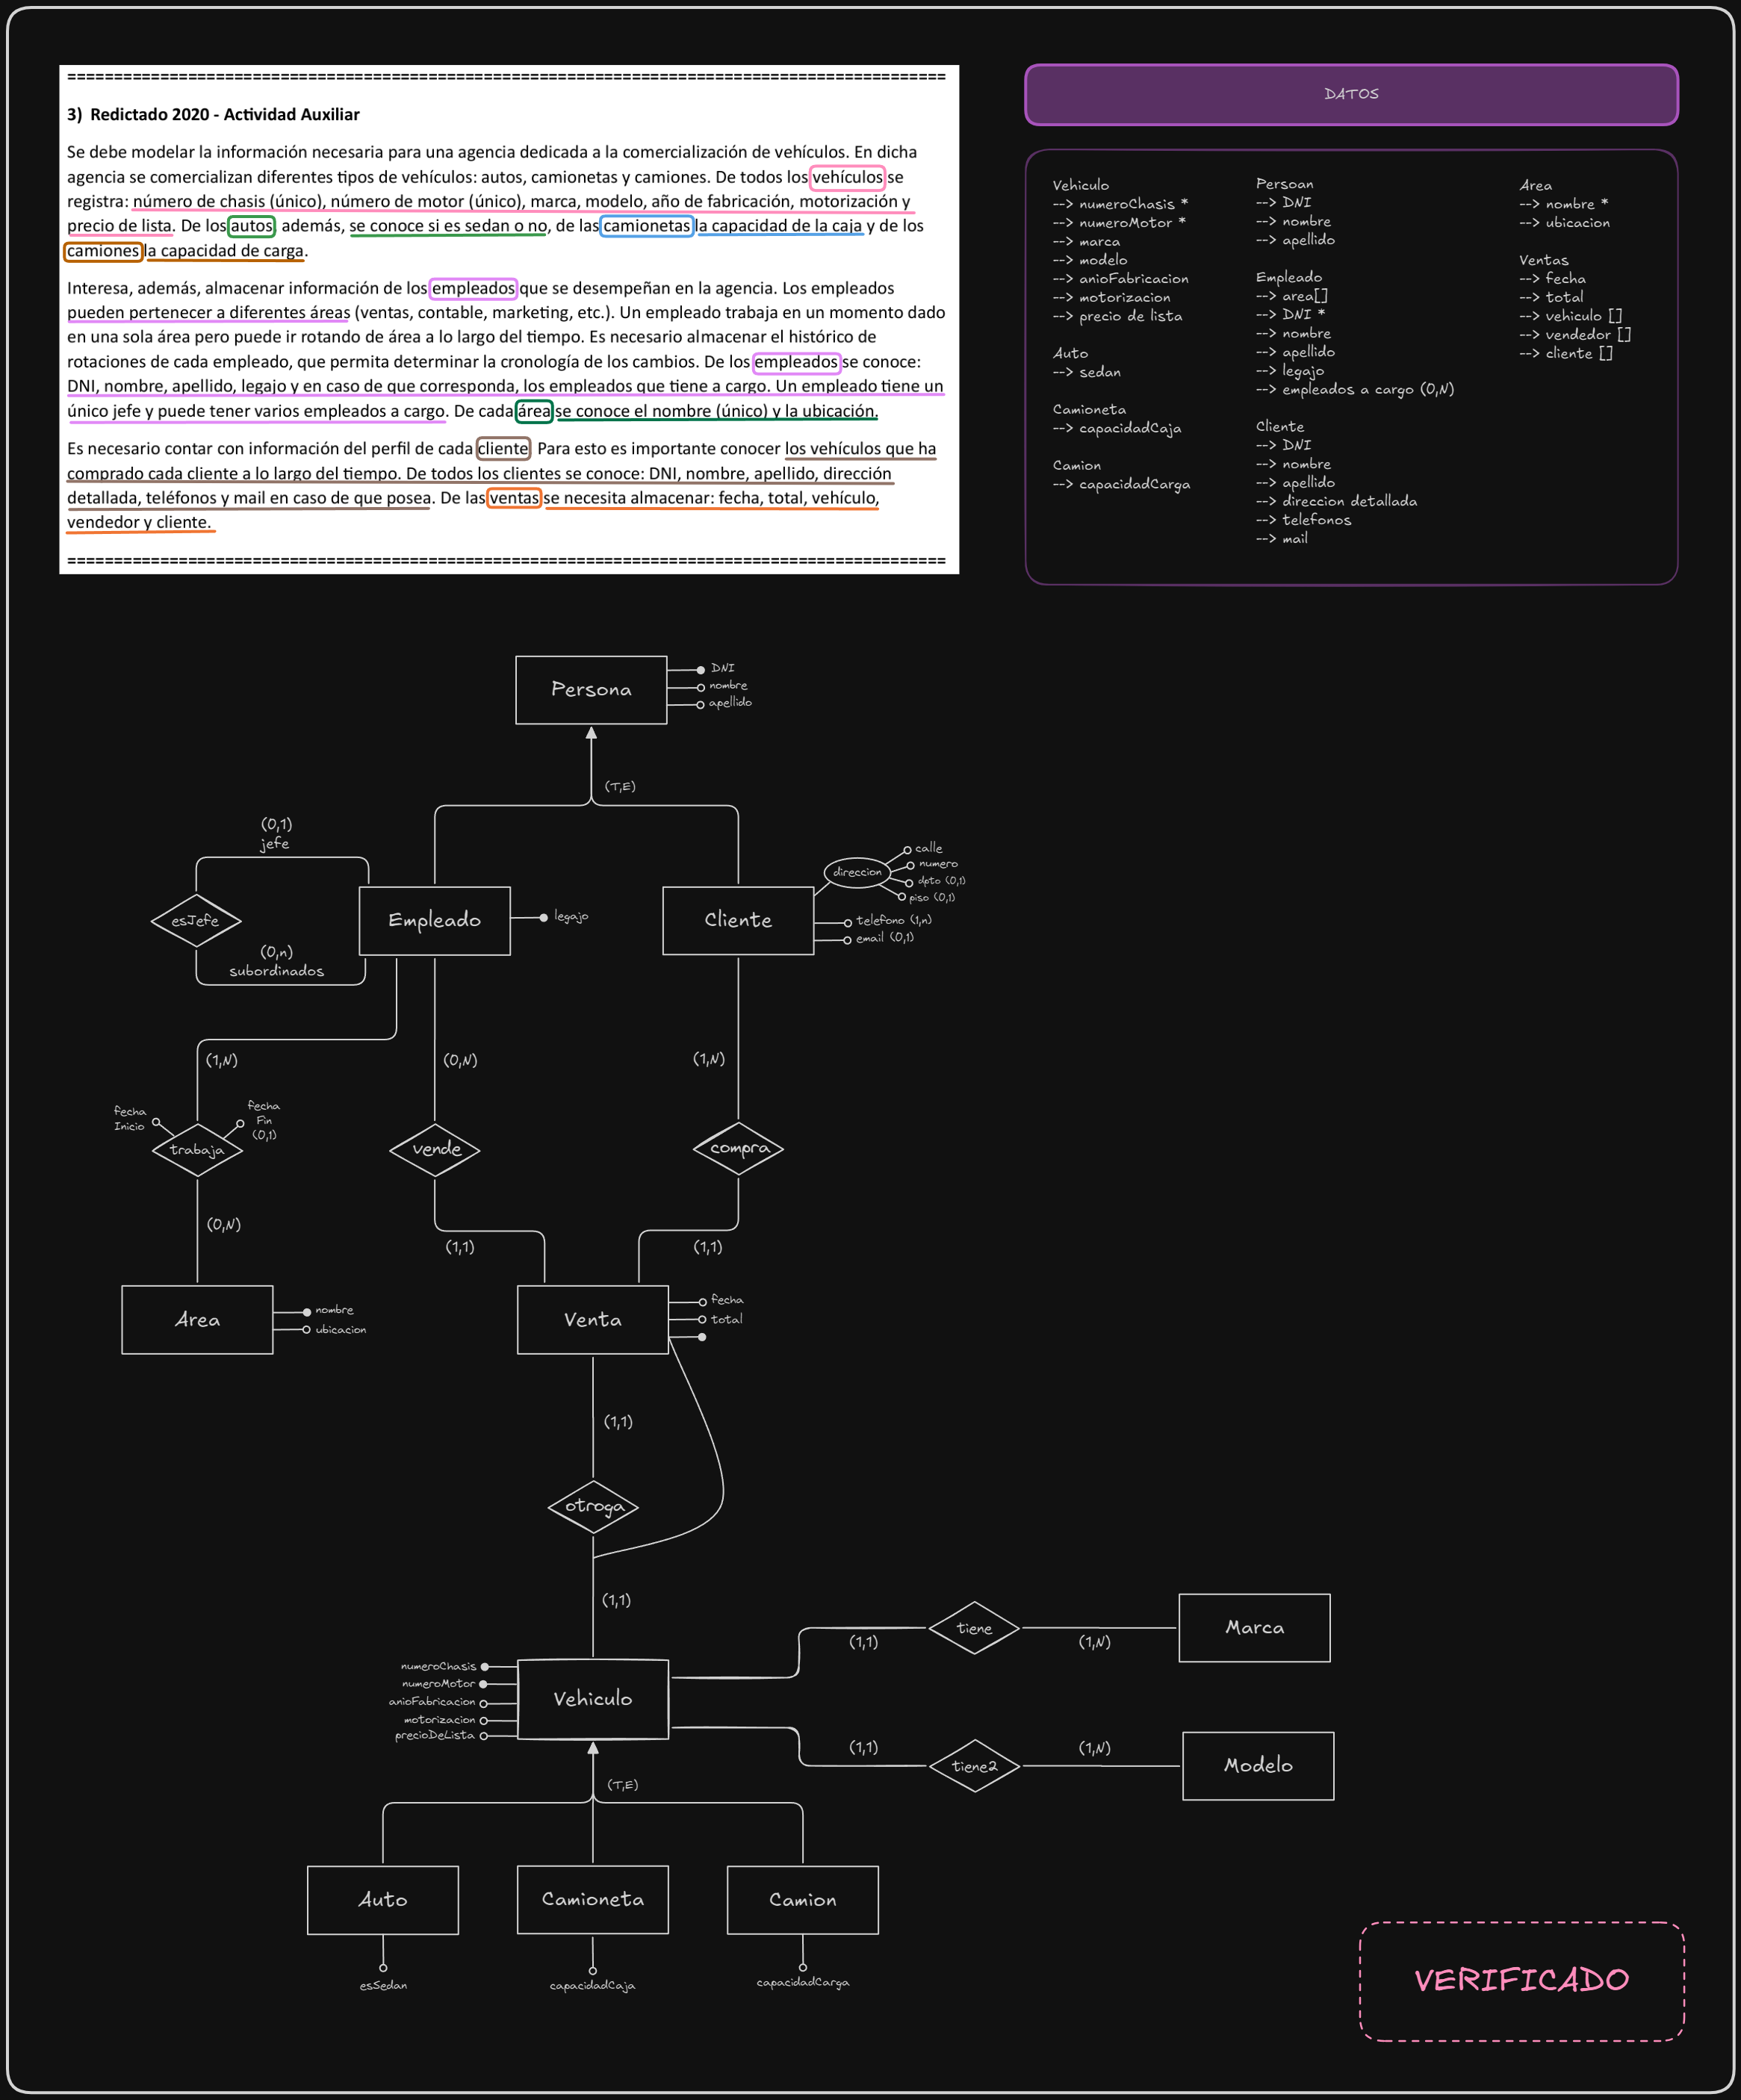 ==============================================================================================
3) Redictado 2020 - Actividad Auxiliar
Se debe modelar la información necesaria para una agencia dedicada a la comercialización de vehículos. En dicha
agencia se comercializan diferentes tipos de vehículos: autos, camionetas y camiones. De todos los vehículos se
registra: número de chasis (único), número de motor (único), marca, modelo, año de fabricación, motorización y
precio de lista. De los autos, además, se conoce si es sedan o no, de las camionetas la capacidad de la caja y de los
camiones la capacidad de carga.
Interesa, además, almacenar información de los empleados que se desempeñan en la agencia. Los empleados
pueden pertenecer a diferentes áreas (ventas, contable, marketing, etc.). Un empleado trabaja en un momento dado
en una sola área pero puede ir rotando de área a lo largo del tiempo. Es necesario almacenar el histórico de
rotaciones de cada empleado, que permita determinar la cronología de los cambios. De los empleados se conoce:
DNI, nombre, apellido, legajo y en caso de que corresponda, los empleados que tiene a cargo. Un empleado tiene un
único jefe y puede tener varios empleados a cargo. De cada área se conoce el nombre (único) y la ubicación.
Es necesario contar con información del perfil de cada cliente. Para esto es importante conocer los vehículos que ha
comprado cada cliente a lo largo del tiempo. De todos los clientes se conoce: DNI, nombre, apellido, dirección
detallada, teléfonos y mail en caso de que posea. De las ventas se necesita almacenar: fecha, total, vehículo,
vendedor y cliente.
==============================================================================================
DATOS
Vehiculo
--> numeroChasis *
--> numeroMotor *
--> marca
--> modelo
--> anioFabricacion
--> motorizacion
--> precio de lista
Auto
--> sedan
Camioneta
--> capacidadCaja
Camion
--> capacidadCarga
Persoan
--> DNI
--> nombre
--> apellido
Empleado
--> area[]
--> DNI *
--> nombre
--> apellido
--> legajo
--> empleados a cargo (0,N)
Cliente
--> DNI
--> nombre
--> apellido
--> direccion detallada
--> telefonos
--> mail
Area
--> nombre *
--> ubicacion
Ventas
--> fecha
--> total
--> vehiculo []
--> vendedor []
--> cliente []
Persona
DNI
nombre
apellido
(T,E)
(0,1)
jefe
esJefe
(0,n)
subordinados
Empleado
legajo
Cliente
direccion
calle
numero
dpto (0,1)
piso (0,1)
telefono (1,n)
email (0,1)
(1,N)
(0,N)
(1,N)
fecha
Inicio
fecha
Fin
(0,1)
trabaja
vende
compra
(0,N)
(1,1)
(1,1)
Area
nombre
ubicacion
Venta
fecha
total
(1,1)
otroga
(1,1)
Vehiculo
numeroChasis
numeroMotor
anioFabricacion
motorizacion
precioDeLista
(1,1)
tiene
(1,N)
Marca
(1,1)
tiene2
(1,N)
Modelo
(T,E)
Auto
Camioneta
Camion
esSedan
capacidadCaja
capacidadCarga
VERIFICADO